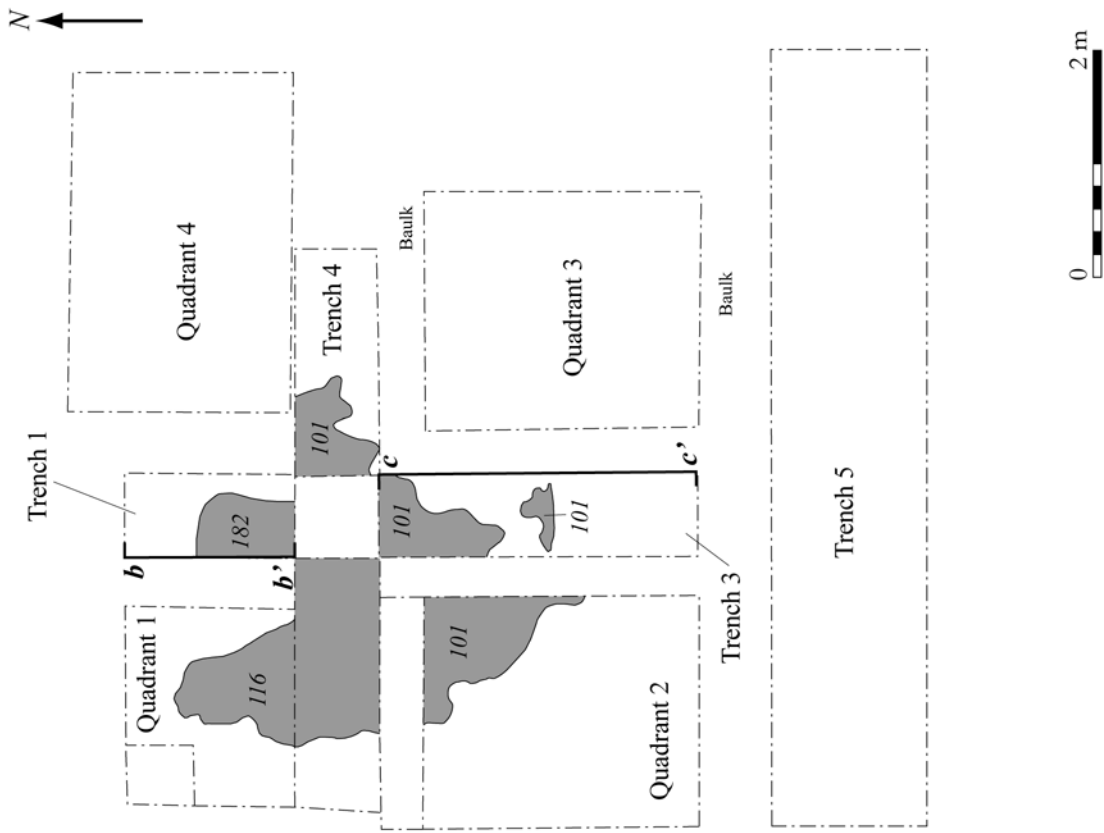 N
Trench 1
Quadrant 4
b
Quadrant 1
182
b'
116
101
Trench 4
Baulk
c
101
101
101
Quadrant 3
Quadrant 2
c'
Trench 3
Baulk
Trench 5
0
2 m